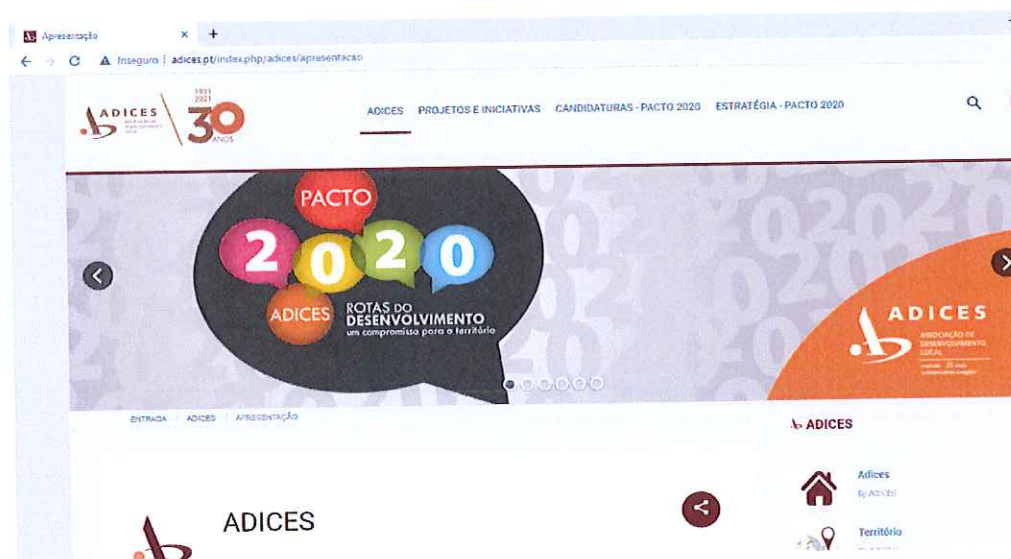 Apresentação
Inseguro | adices.pt/index.php/adices/apresentacao
ADICES
1991
2021
30
ANOS
ADICES PROJETOS E INICIATIVAS CANDIDATURAS - PACTO 2020 ESTRATÉGIA - PACTO 2020
PACTO
2020
ADICES
ROTAS DO
DESENVOLVIMENTO
um compromisso para o território
ADICES
ASSOCIAÇÃO DE
DESENVOLVIMENTO
LOCAL
ENTRADA / ADICES / APRESENTAÇÃO
ADICES
Adices
By ADICES
Território
ADICES